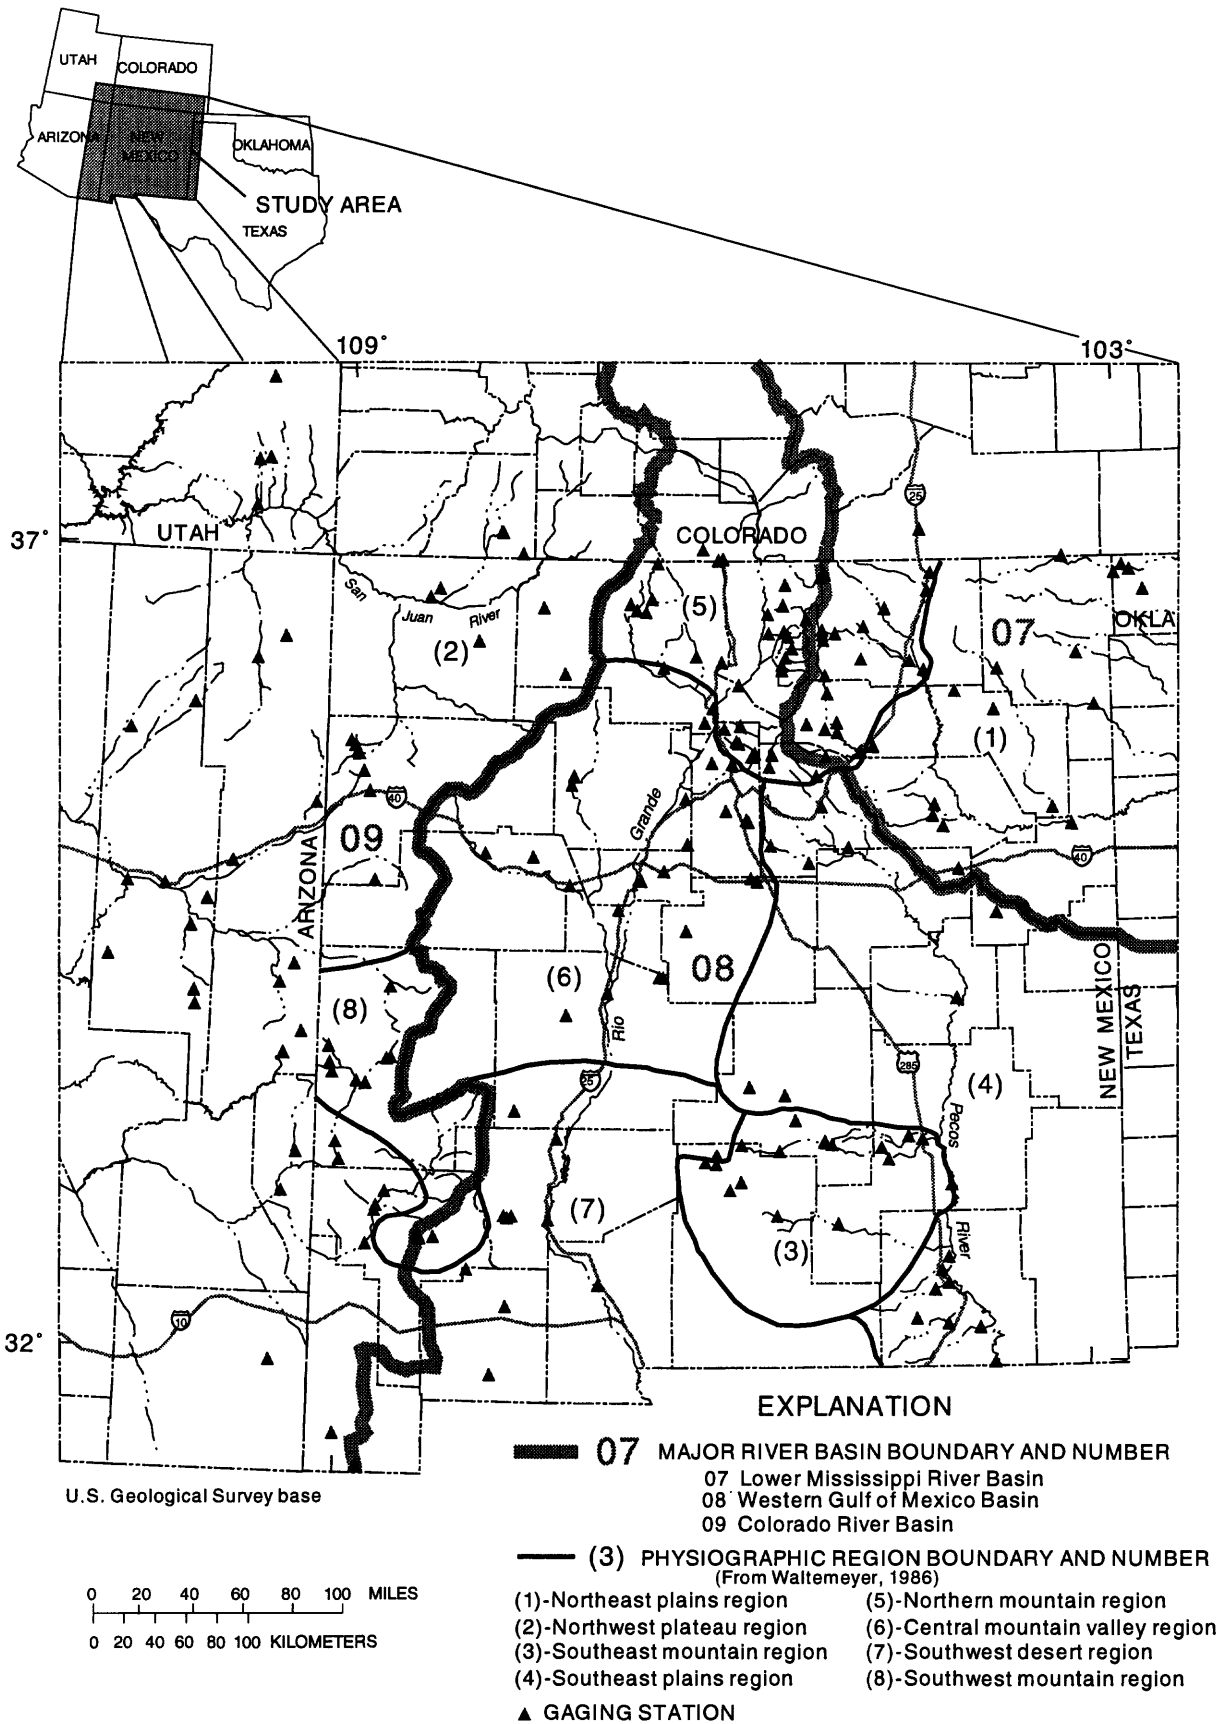 UTAH
COLORADO
ARIZONA
NEW
MEXICO
OKLAHOMA
STUDY AREA
TEXAS
109°
103°
25
UTAH
COLORADO
37°
San
Juan
River
(5)
07
OKLA
(2)
(1)
40
Grande
09
40
ARIZONA
(6)
08
(8)
Rio
NEW MEXICO
TEXAS
25
285
(4)
Pecos
(7)
(3)
River
10
32°
EXPLANATION
07 MAJOR RIVER BASIN BOUNDARY AND NUMBER
07 Lower Mississippi River Basin
08 Western Gulf of Mexico Basin
09 Colorado River Basin
U.S. Geological Survey base
(3) PHYSIOGRAPHIC REGION BOUNDARY AND NUMBER
(From Waltemeyer, 1986)
(1)-Northeast plains region
(2)-Northwest plateau region
(3)-Southeast mountain region
(4)-Southeast plains region
(5)-Northern mountain region
(6)-Central mountain valley region
(7)-Southwest desert region
(8)-Southwest mountain region
GAGING STATION
0 20 40 60 80 100 MILES
0 20 40 60 80 100 KILOMETERS